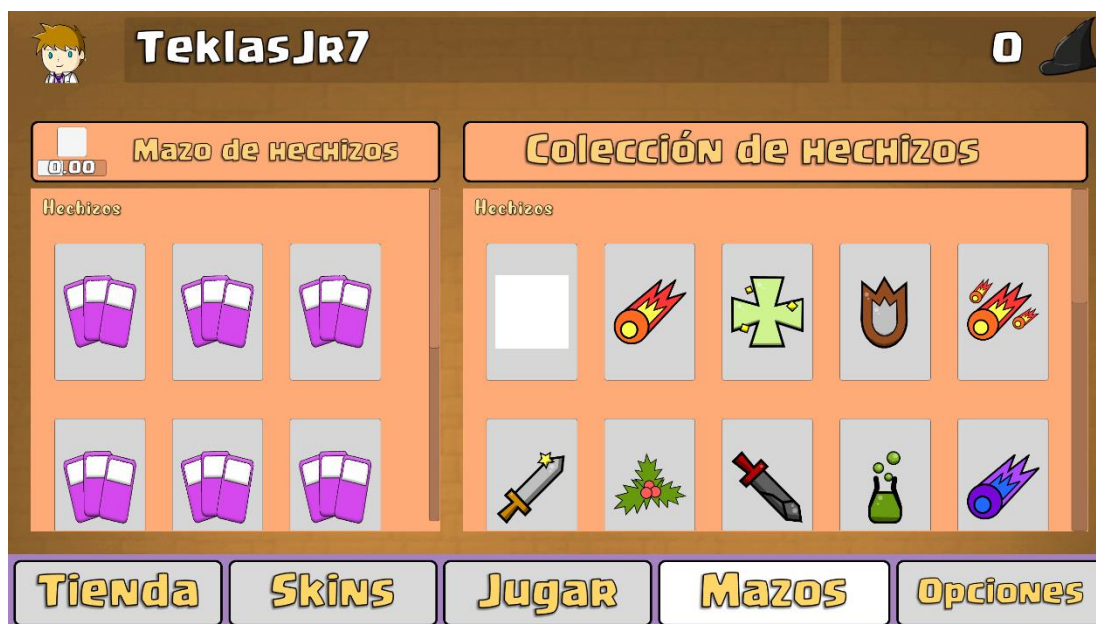 TeklasJR7
0
0.00
Mazo de hechizos
Colección de hechizos
Hechizos
Hechizos
Tienda
Skins
Jugar
Mazos
Opciones